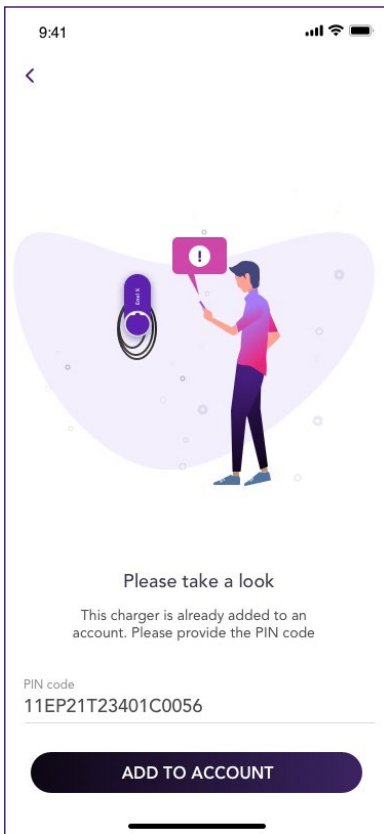 9:41
Enel X
!
Please take a look
This charger is already added to an
account. Please provide the PIN code
PIN code
11EP21T23401C0056
ADD TO ACCOUNT